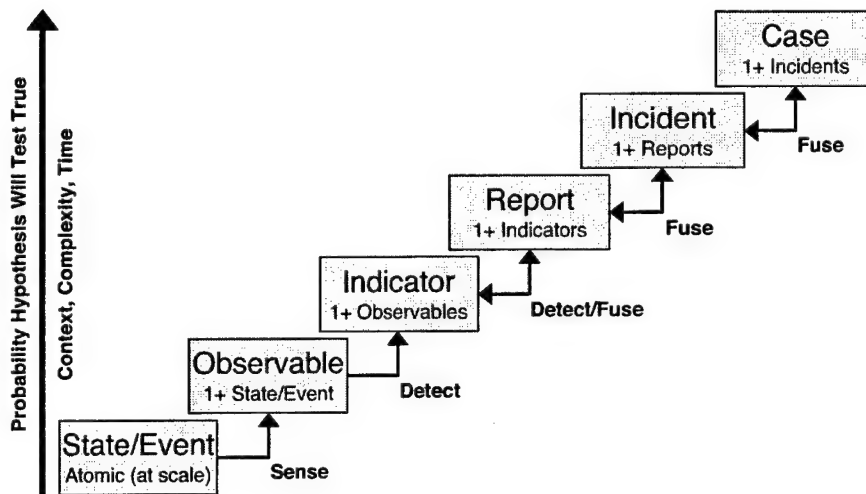 Case
1+ Incidents
Incident
1+ Reports
Fuse
Report
1+ Indicators
Fuse
Indicator
1+ Observables
Detect/Fuse
Observable
1+ State/Event
Detect
State/Event
Atomic (at scale)
Sense
Probability Hypothesis Will Test True
Context, Complexity, Time